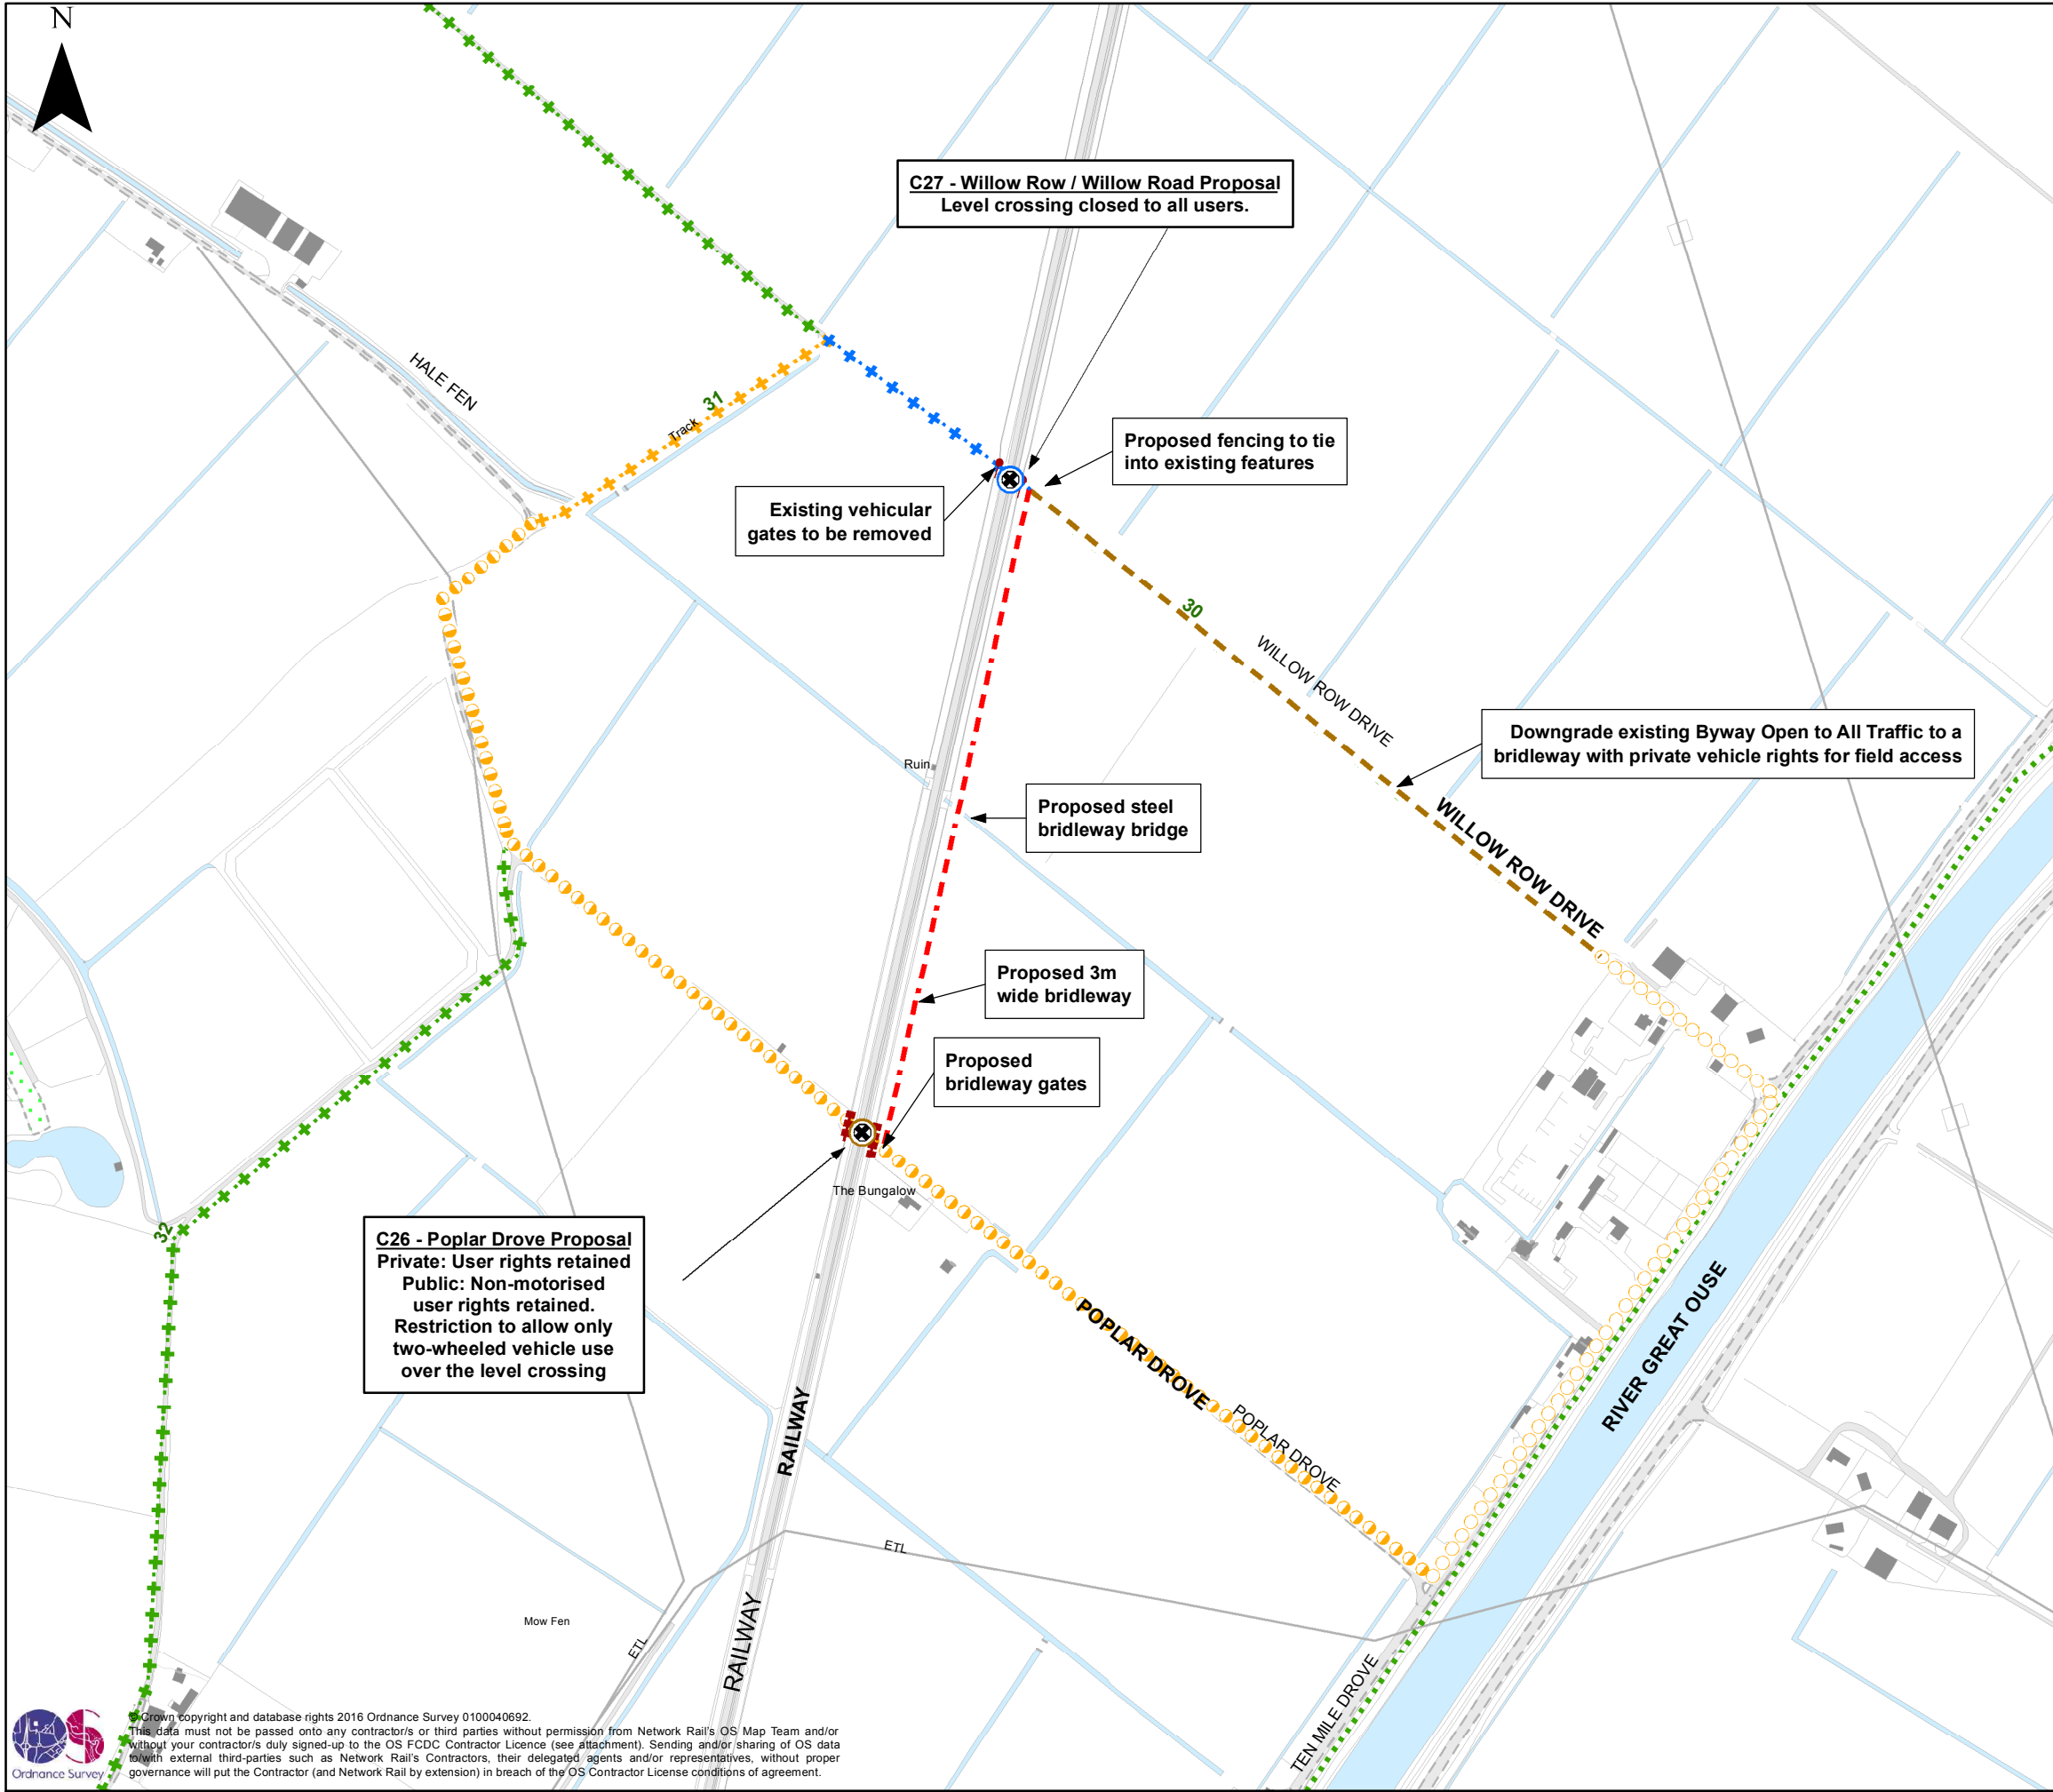 N
C27 - Willow Row / Willow Road Proposal
Level crossing closed to all users.
HALE FEN
31
Track
Proposed fencing to tie
into existing features
Existing vehicular
gates to be removed
30
WILLOW ROW DRIVE
Downgrade existing Byway Open to All Traffic to a
bridleway with private vehicle rights for field access
Ruin
Proposed steel
bridleway bridge
WILLOW ROW DRIVE
Proposed 3m
wide bridleway
Proposed
bridleway gates
The Bungalow
32
C26 - Poplar Drove Proposal
Private: User rights retained
Public: Non-motorised
user rights retained.
Restriction to allow only
two-wheeled vehicle use
over the level crossing
POPLAR DROVE
RIVER GREAT OUSE
POPLAR DROVE
RAILWAY
ETL
Mow Fen
ETL
RAILWAY
TEN MILE DROVE
Ordnance Survey
© Crown copyright and database rights 2016 Ordnance Survey 0100040692.
This data must not be passed onto any contractor/s or third parties without permission from Network Rail's OS Map Team and/or
without your contractor/s duly signed-up to the OS FCDC Contractor Licence (see attachment). Sending and/or sharing of OS data
to/with external third-parties such as Network Rail's Contractors, their delegated agents and/or representatives, without proper
governance will put the Contractor (and Network Rail by extension) in breach of the OS Contractor License conditions of agreement.